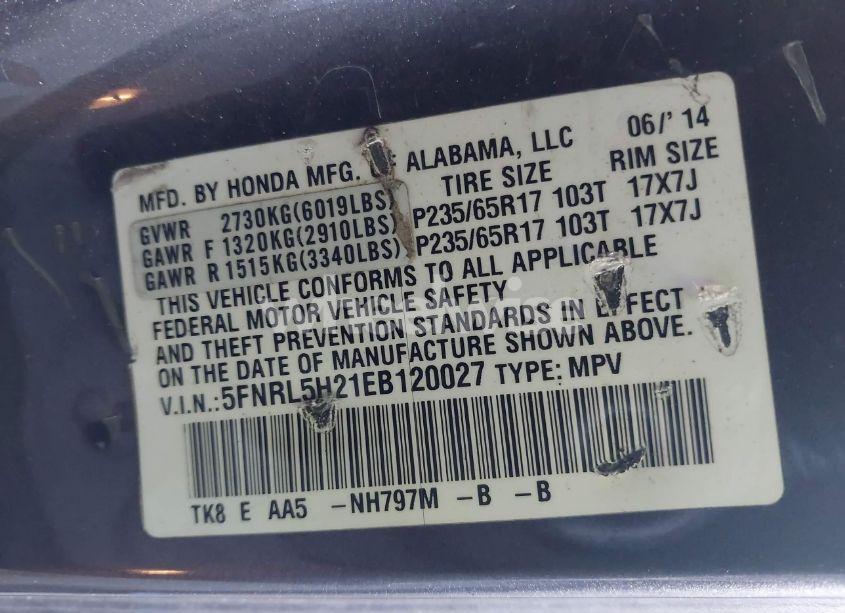 MFD. BY HONDA MFG. ALABAMA, LLC 06/' 14
TIRE SIZE RIM SIZE
GVWR 2730KG(6019LBS)
GAWR F 1320KG(2910LBS) P235/65R17 103T 17X7J
GAWR R 1515KG(3340LBS) P235/65R17 103T 17X7J
THIS VEHICLE CONFORMS TO ALL APPLICABLE
FEDERAL MOTOR VEHICLE SAFETY
AND THEFT PREVENTION STANDARDS IN EFFECT
ON THE DATE OF MANUFACTURE SHOWN ABOVE.
V.I.N.: 5FNRL5H21EB120027 TYPE: MPV
TK8 E AA5 -NH797M -B -B